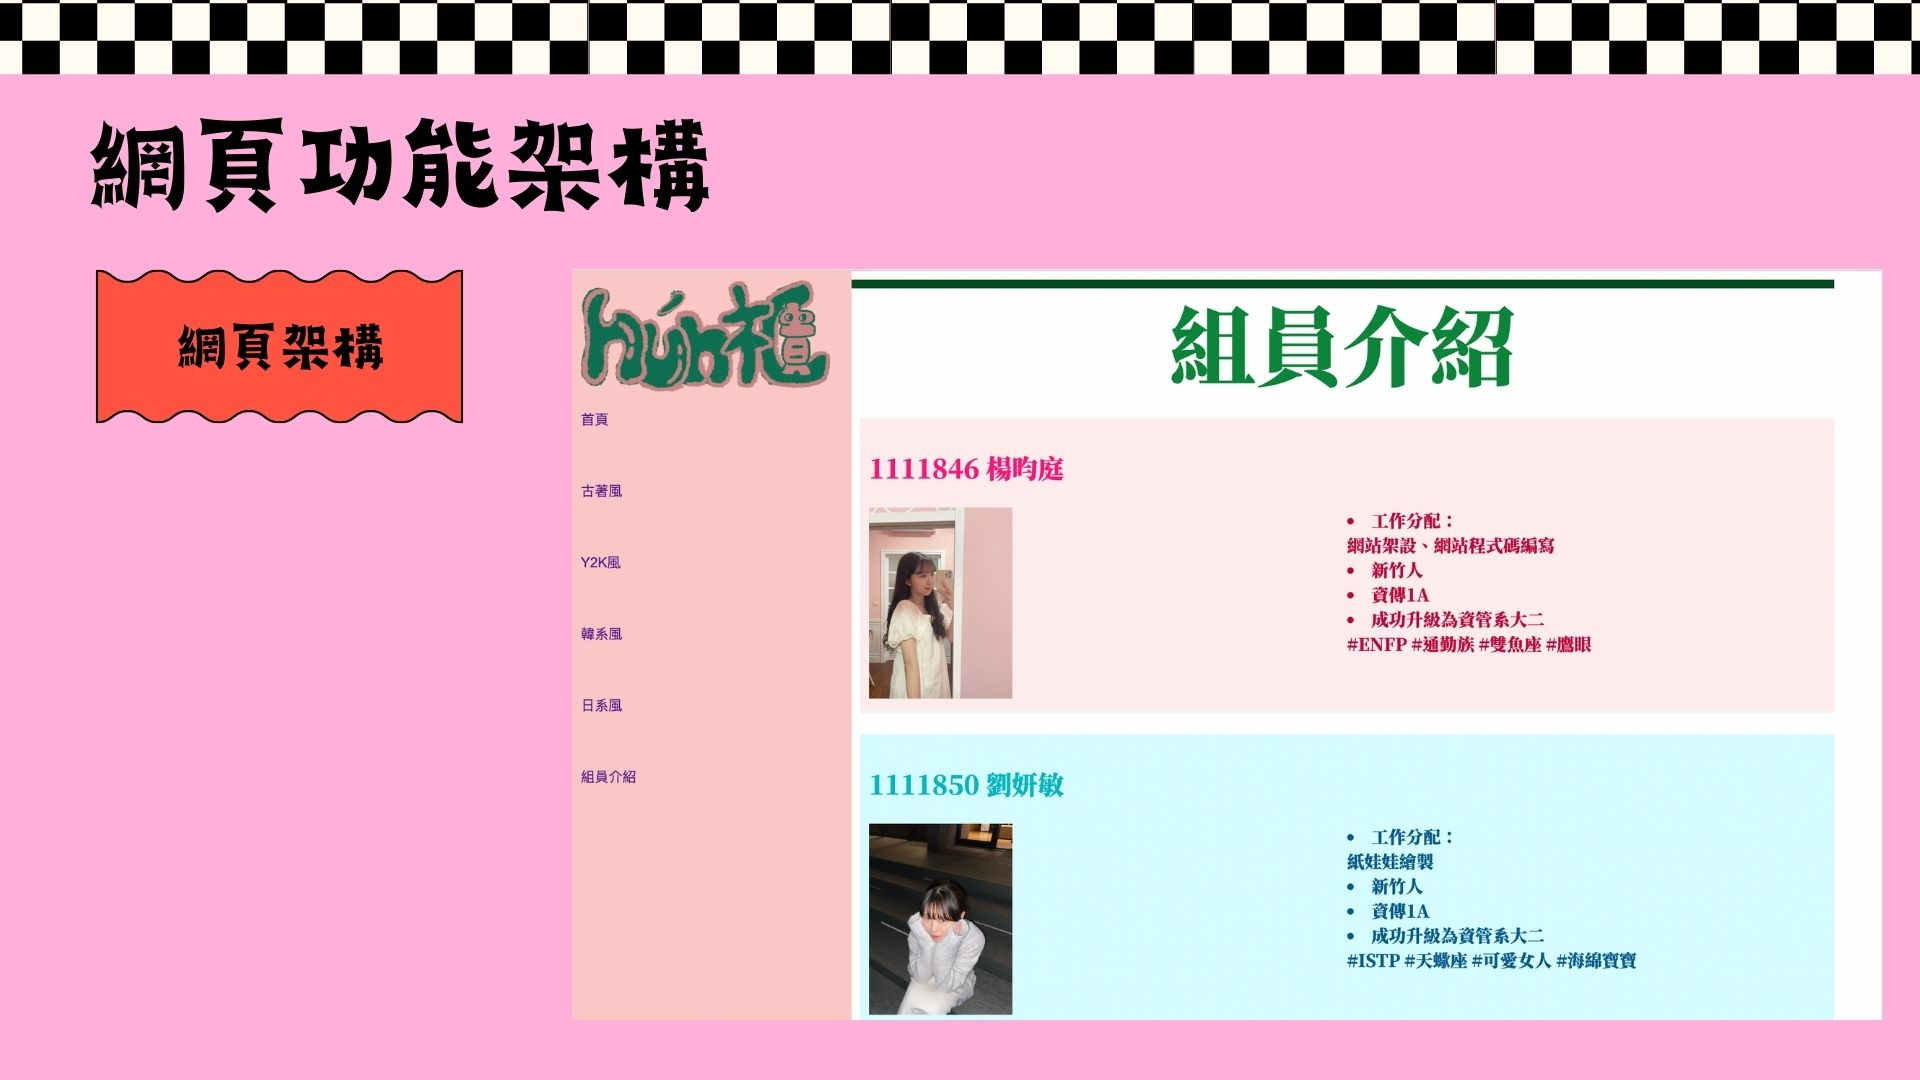 網頁功能架構
網頁架構
hún櫃
首頁
古著風
Y2K風
韓系風
日系風
組員介紹
組員介紹
1111846 楊昀庭
• 工作分配：
網站架設、網站程式碼編寫
• 新竹人
• 資傳1A
• 成功升級為資管系大二
#ENFP #通勤族 #雙魚座 #鷹眼
1111850 劉妍敏
• 工作分配：
紙娃娃繪製
• 新竹人
• 資傳1A
• 成功升級為資管系大二
#ISTP #天蠍座 #可愛女人 #海綿寶寶